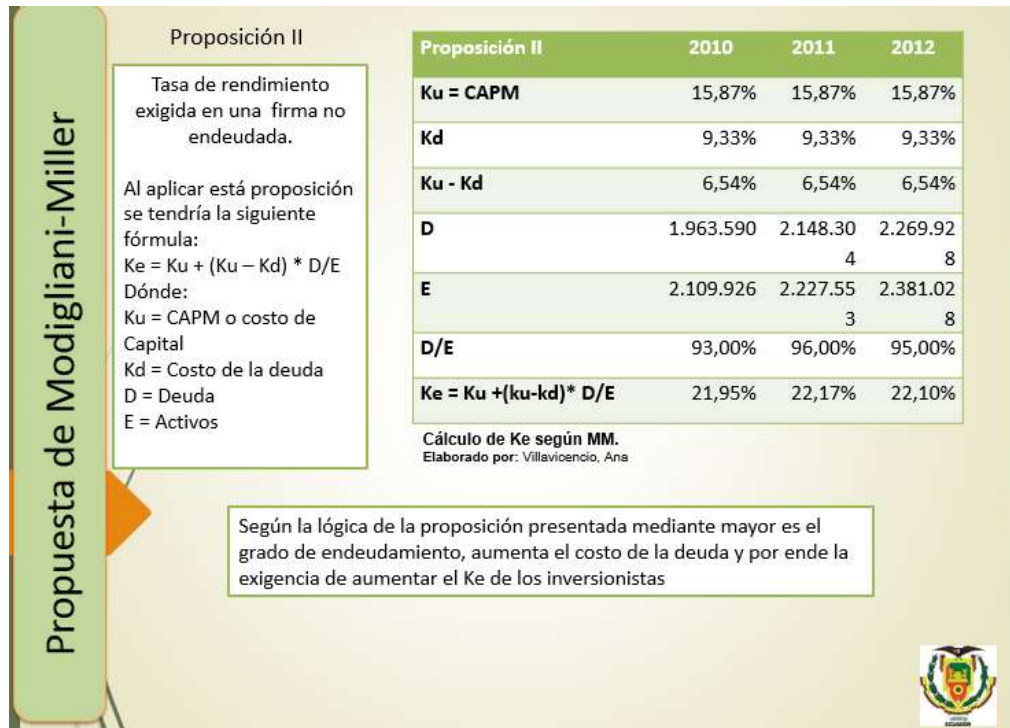 Propuesta de Modigliani-Miller
Proposición II
Tasa de rendimiento
exigida en una firma no
endeudada.
Al aplicar está proposición
se tendría la siguiente
fórmula:
Ke = Ku + (Ku – Kd) * D/E
Dónde:
Ku = CAPM o costo de
Capital
Kd = Costo de la deuda
D = Deuda
E = Activos
Proposición II 2010 2011 2012
Ku = CAPM 15,87% 15,87% 15,87%
Kd 9,33% 9,33% 9,33%
Ku - Kd 6,54% 6,54% 6,54%
D 1.963.590 2.148.30 2.269.92
4 8
E 2.109.926 2.227.55 2.381.02
3 8
D/E 93,00% 96,00% 95,00%
Ke = Ku +(ku-kd)* D/E 21,95% 22,17% 22,10%
Cálculo de Ke según MM.
Elaborado por: Villavicencio, Ana
Según la lógica de la proposición presentada mediante mayor es el
grado de endeudamiento, aumenta el costo de la deuda y por ende la
exigencia de aumentar el Ke de los inversionistas
ECUADOR